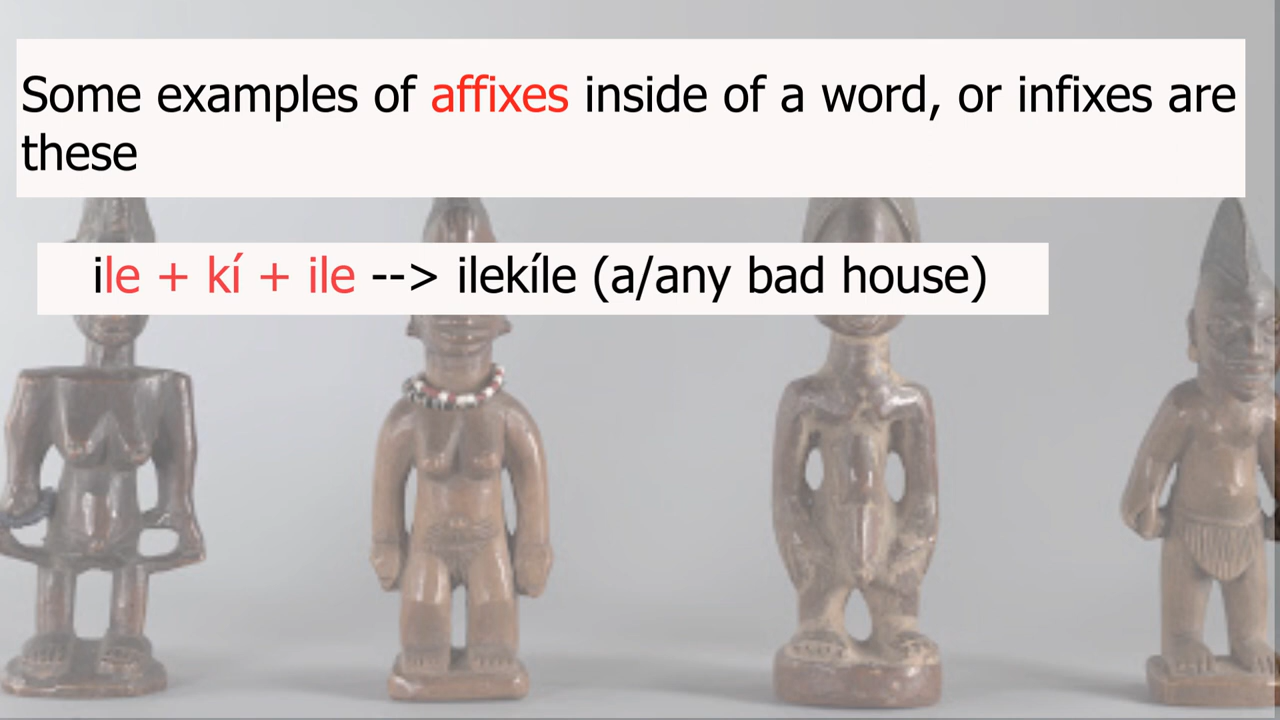 Some examples of affixes inside of a word, or infixes are
these
ile + kí + ile --> ilekíle (a/any bad house)